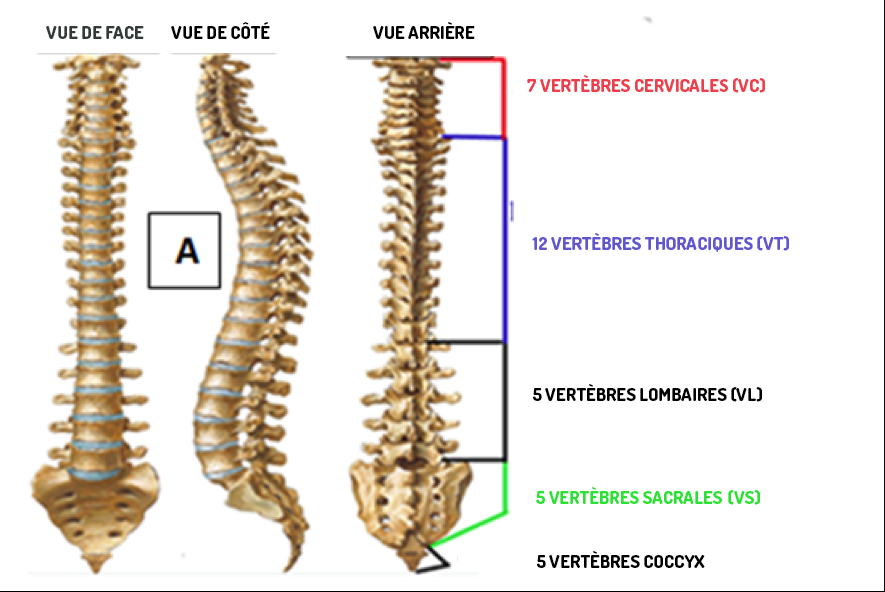 VUE DE FACE
VUE DE CÔTÉ
VUE ARRIÈRE
7 VERTÈBRES CERVICALES (VC)
A
12 VERTÈBRES THORACIQUES (VT)
5 VERTÈBRES LOMBAIRES (VL)
5 VERTÈBRES SACRALES (VS)
5 VERTÈBRES COCCYX